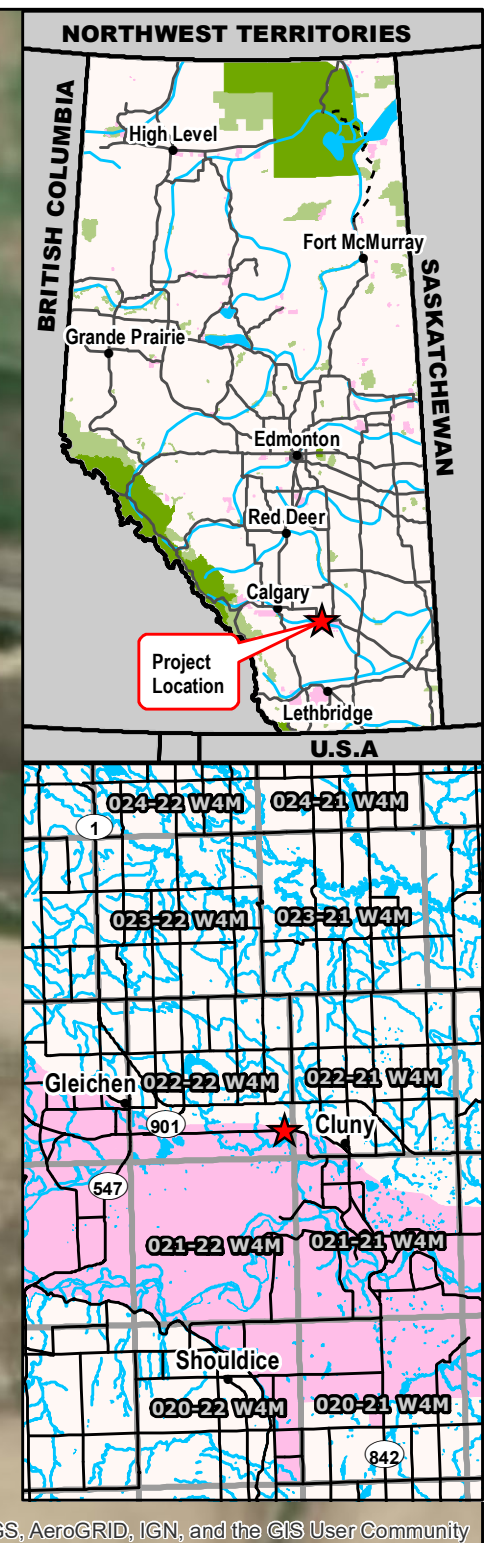 NORTHWEST TERRITORIES
BRITISH COLUMBIA
High Level
Fort McMurray
SASKATCHEWAN
Grande Prairie
Edmonton
Red Deer
Calgary
Project
Location
Lethbridge
U.S.A
024-22 W4M
024-21 W4M
1
023-22 W4M
023-21 W4M
Gleichen
022-22 W4M
022-21 W4M
901
Cluny
547
021-22 W4M
021-21 W4M
Shouldice
020-22 W4M
020-21 W4M
842
GS, AeroGRID, IGN, and the GIS User Community